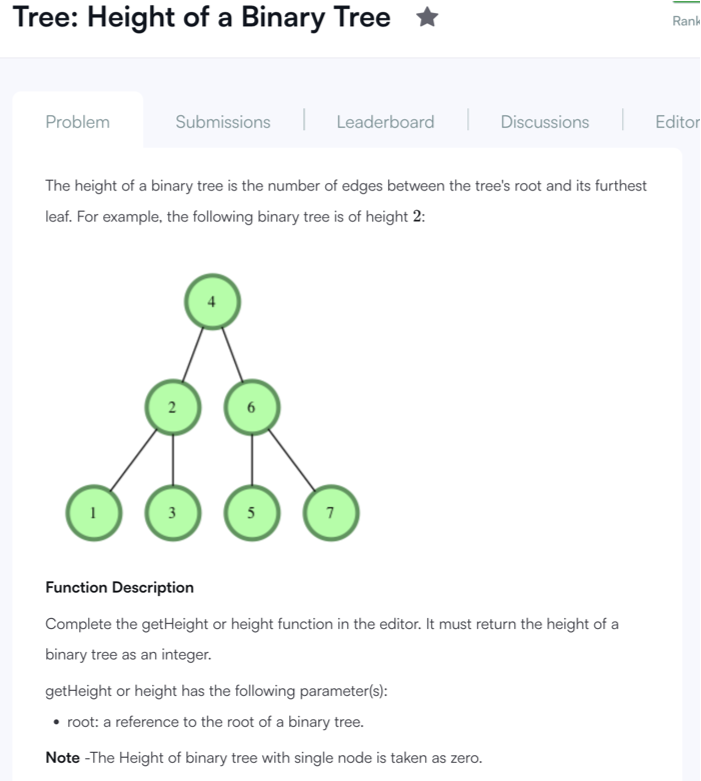 Tree: Height of a Binary Tree
Rank
Problem
Submissions
Leaderboard
Discussions
Editor
The height of a binary tree is the number of edges between the tree's root and its furthest
leaf. For example, the following binary tree is of height 2:
4
2
6
1
3
5
7
Function Description
Complete the getHeight or height function in the editor. It must return the height of a
binary tree as an integer.
getHeight or height has the following parameter(s):
• root: a reference to the root of a binary tree.
Note -The Height of binary tree with single node is taken as zero.